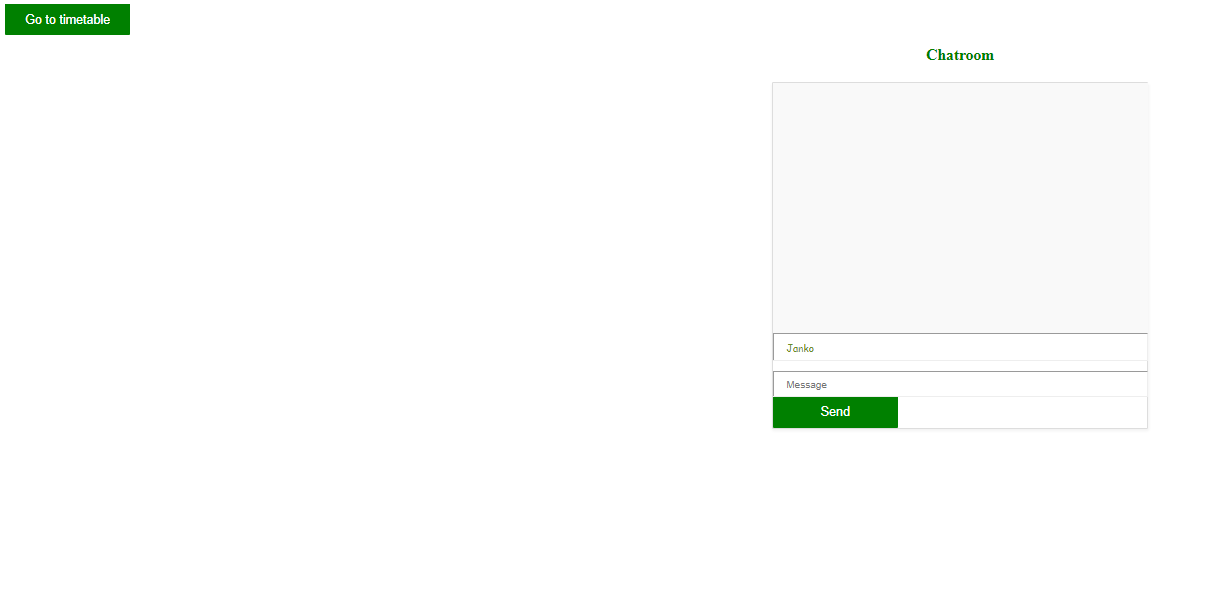 Go to timetable
Chatroom
Janko
Message
Send